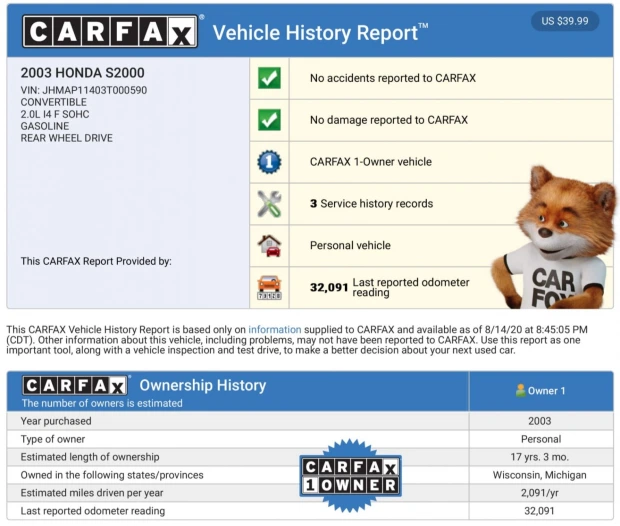 CARFAX® Vehicle History Report™
US $39.99
2003 HONDA S2000
VIN: JHMAP11403T000590
CONVERTIBLE
2.0L I4 F SOHC
GASOLINE
REAR WHEEL DRIVE
This CARFAX Report Provided by:
No accidents reported to CARFAX
No damage reported to CARFAX
1 CARFAX 1-Owner vehicle
3 Service history records
Personal vehicle
32,091 Last reported odometer
reading
CAR
FOX
This CARFAX Vehicle History Report is based only on information supplied to CARFAX and available as of 8/14/20 at 8:45:05 PM
(CDT). Other information about this vehicle, including problems, may not have been reported to CARFAX. Use this report as one
important tool, along with a vehicle inspection and test drive, to make a better decision about your next used car.
CARFAX® Ownership History
The number of owners is estimated
Owner 1
Year purchased 2003
Type of owner Personal
Estimated length of ownership 17 yrs. 3 mo.
Owned in the following states/provinces Wisconsin, Michigan
Estimated miles driven per year 2,091/yr
Last reported odometer reading 32,091
CARFAX
1 OWNER